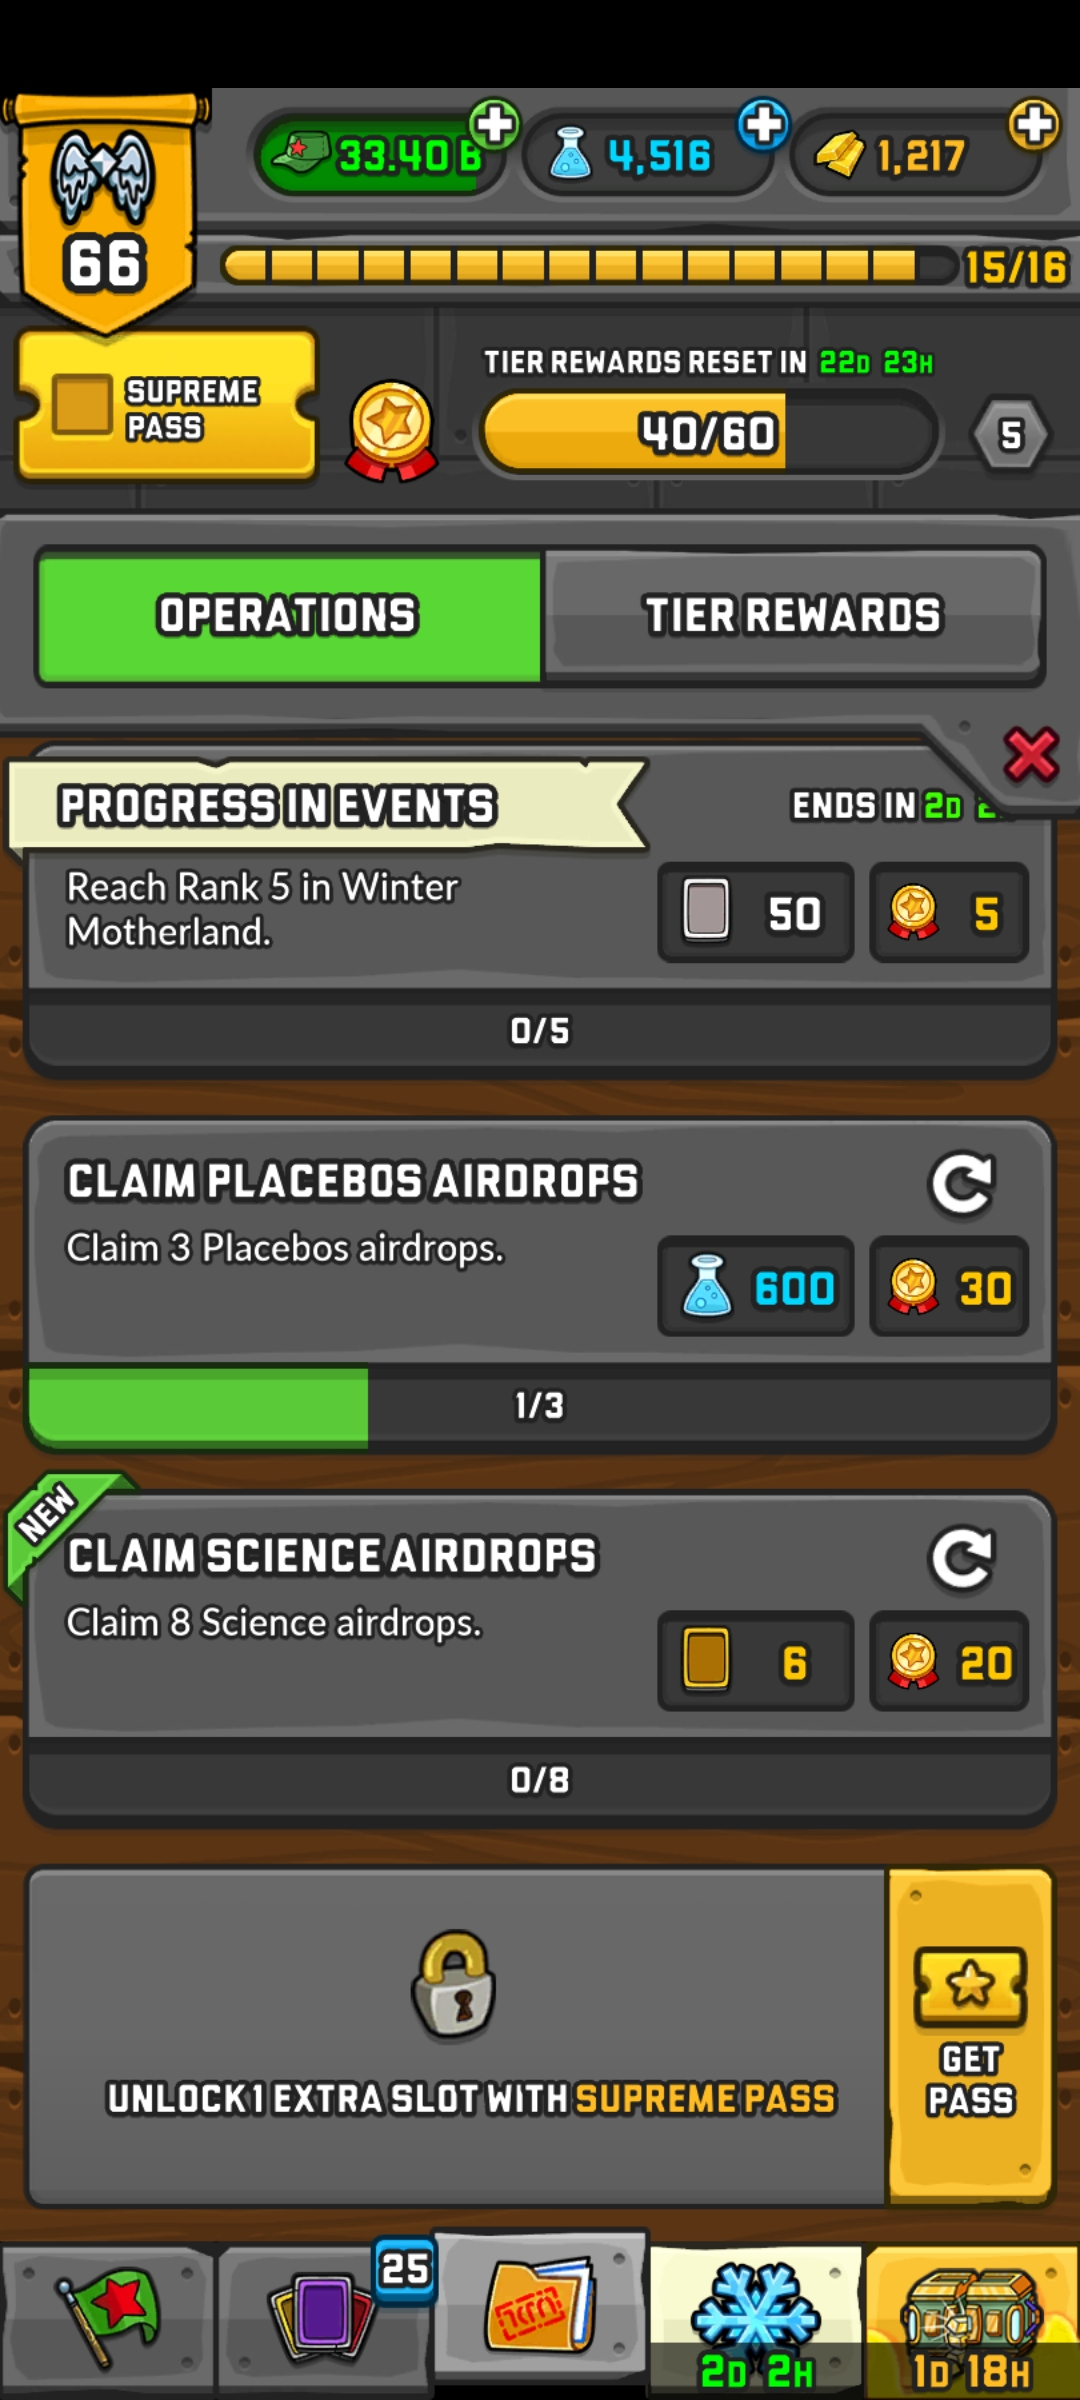 33.40 B
4,516
1,217
66
15/16
SUPREME
PASS
TIER REWARDS RESET IN 22D 23H
40/60
5
OPERATIONS
TIER REWARDS
PROGRESS IN EVENTS
ENDS IN 2D
Reach Rank 5 in Winter
Motherland.
50
5
0/5
CLAIM PLACEBOS AIRDROPS
Claim 3 Placebos airdrops.
600
30
1/3
NEW
CLAIM SCIENCE AIRDROPS
Claim 8 Science airdrops.
6
20
0/8
UNLOCK 1 EXTRA SLOT WITH SUPREME PASS
GET
PASS
25
2D 2H
1D 18H